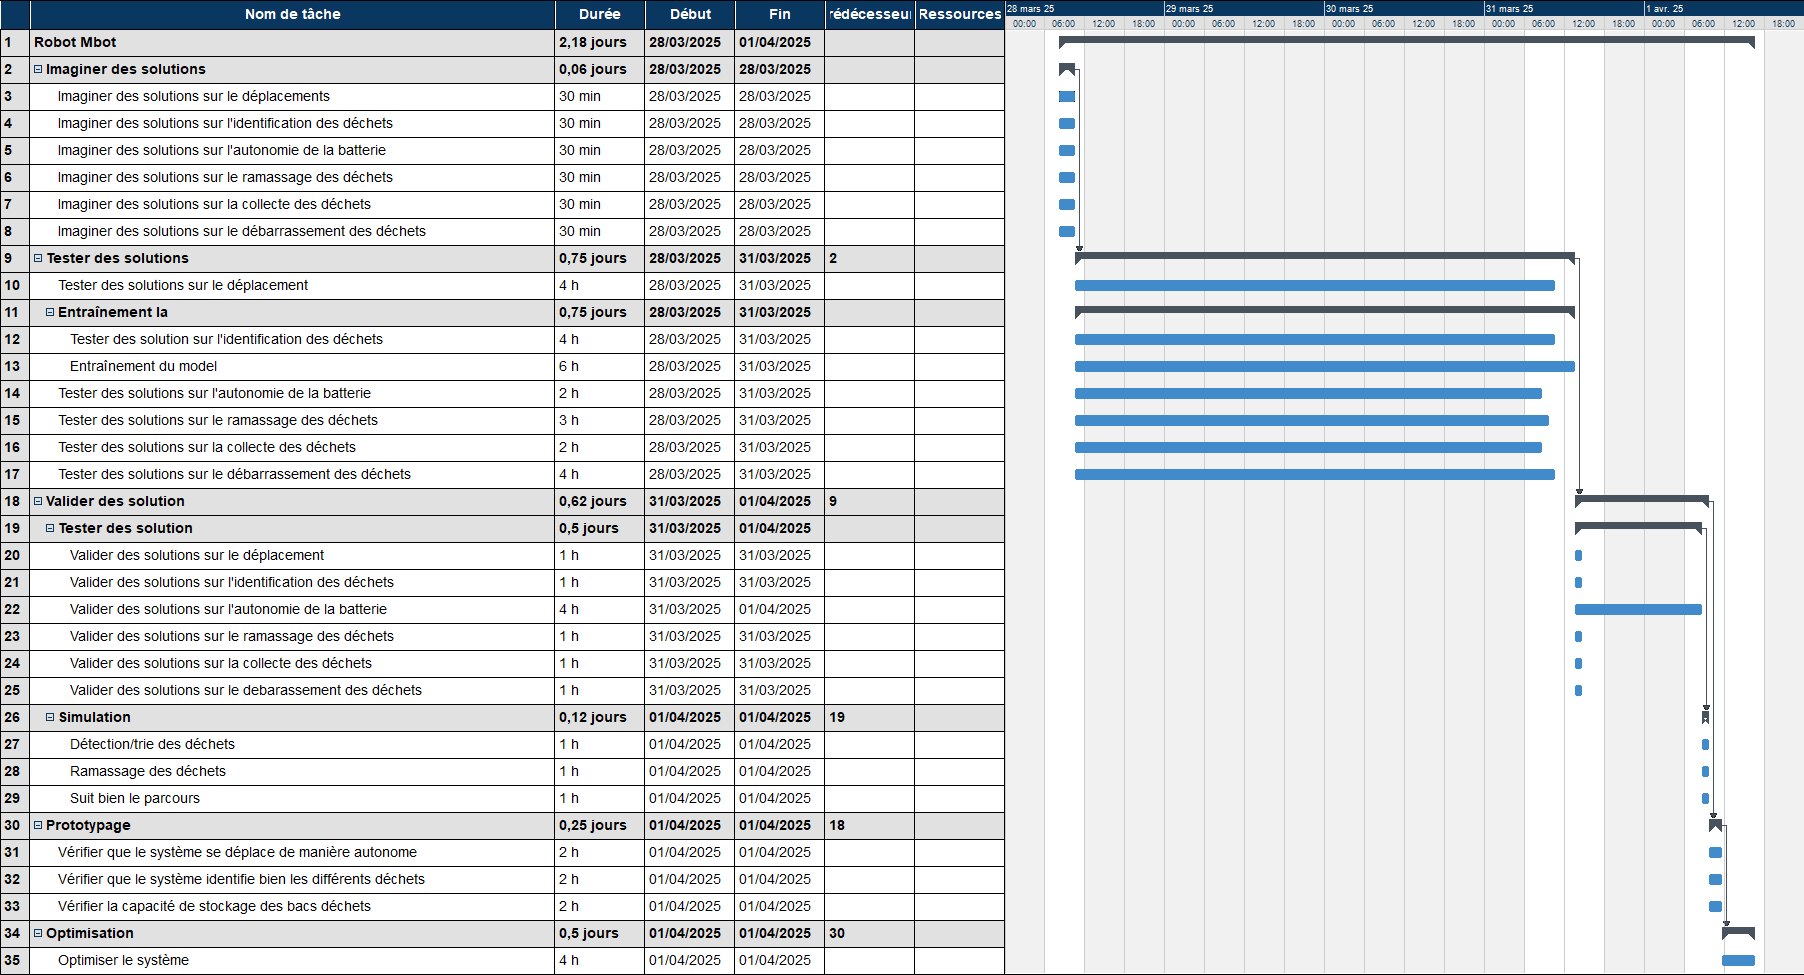 Nom de tâche Durée Début Fin rédécesseur Ressources
28 mars 25 29 mars 25 30 mars 25 31 mars 25 1 avr. 25
00:00 06:00 12:00 18:00 00:00 06:00 12:00 18:00 00:00 06:00 12:00 18:00 00:00 06:00 12:00 18:00 00:00 06:00 12:00 18:00
1 Robot Mbot 2,18 jours 28/03/2025 01/04/2025
2 Imaginer des solutions 0,06 jours 28/03/2025 28/03/2025
3 Imaginer des solutions sur le déplacements 30 min 28/03/2025 28/03/2025
4 Imaginer des solutions sur l'identification des déchets 30 min 28/03/2025 28/03/2025
5 Imaginer des solutions sur l'autonomie de la batterie 30 min 28/03/2025 28/03/2025
6 Imaginer des solutions sur le ramassage des déchets 30 min 28/03/2025 28/03/2025
7 Imaginer des solutions sur la collecte des déchets 30 min 28/03/2025 28/03/2025
8 Imaginer des solutions sur le débarrassement des déchets 30 min 28/03/2025 28/03/2025
9 Tester des solutions 0,75 jours 28/03/2025 31/03/2025 2
10 Tester des solutions sur le déplacement 4 h 28/03/2025 31/03/2025
11 Entraînement Ia 0,75 jours 28/03/2025 31/03/2025
12 Tester des solution sur l'identification des déchets 4 h 28/03/2025 31/03/2025
13 Entraînement du model 6 h 28/03/2025 31/03/2025
14 Tester des solutions sur l'autonomie de la batterie 2 h 28/03/2025 31/03/2025
15 Tester des solutions sur le ramassage des déchets 3 h 28/03/2025 31/03/2025
16 Tester des solutions sur la collecte des déchets 2 h 28/03/2025 31/03/2025
17 Tester des solutions sur le débarrassement des déchets 4 h 28/03/2025 31/03/2025
18 Valider des solution 0,62 jours 31/03/2025 01/04/2025 9
19 Tester des solution 0,5 jours 31/03/2025 01/04/2025
20 Valider des solutions sur le déplacement 1 h 31/03/2025 31/03/2025
21 Valider des solutions sur l'identification des déchets 1 h 31/03/2025 31/03/2025
22 Valider des solutions sur l'autonomie de la batterie 4 h 31/03/2025 01/04/2025
23 Valider des solutions sur le ramassage des déchets 1 h 31/03/2025 31/03/2025
24 Valider des solutions sur la collecte des déchets 1 h 31/03/2025 31/03/2025
25 Valider des solutions sur le debarassement des déchets 1 h 31/03/2025 31/03/2025
26 Simulation 0,12 jours 01/04/2025 01/04/2025 19
27 Détection/trie des déchets 1 h 01/04/2025 01/04/2025
28 Ramassage des déchets 1 h 01/04/2025 01/04/2025
29 Suit bien le parcours 1 h 01/04/2025 01/04/2025
30 Prototypage 0,25 jours 01/04/2025 01/04/2025 18
31 Vérifier que le système se déplace de manière autonome 2 h 01/04/2025 01/04/2025
32 Vérifier que le système identifie bien les différents déchets 2 h 01/04/2025 01/04/2025
33 Vérifier la capacité de stockage des bacs déchets 2 h 01/04/2025 01/04/2025
34 Optimisation 0,5 jours 01/04/2025 01/04/2025 30
35 Optimiser le système 4 h 01/04/2025 01/04/2025